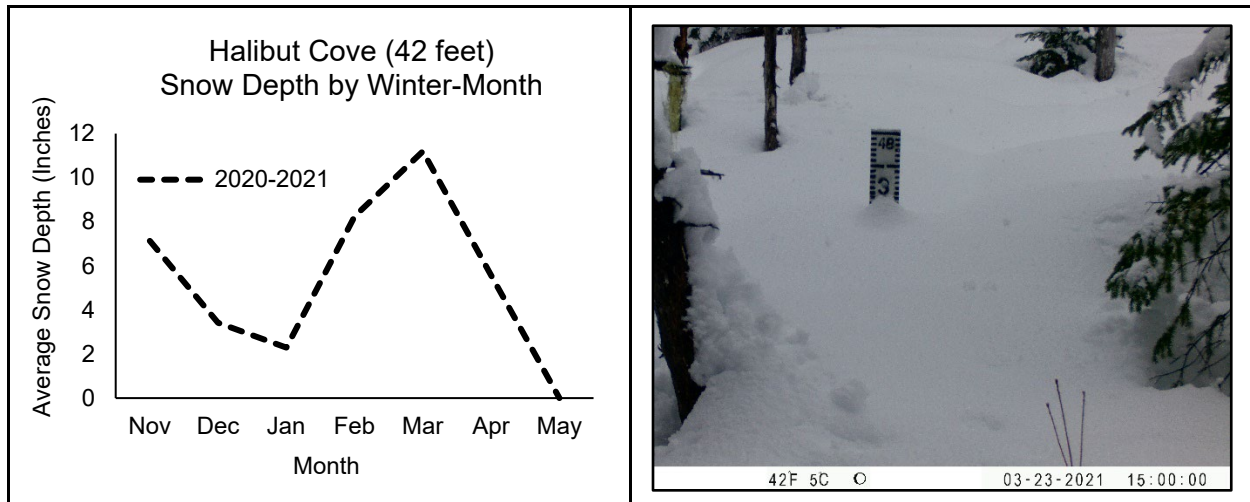 Halibut Cove (42 feet)
Snow Depth by Winter-Month
Average Snow Depth (Inches)
12
10
8
6
4
2
0
2020-2021
Nov Dec Jan Feb Mar Apr May
Month
48
3
42F 5C O 03-23-2021 15:00:00